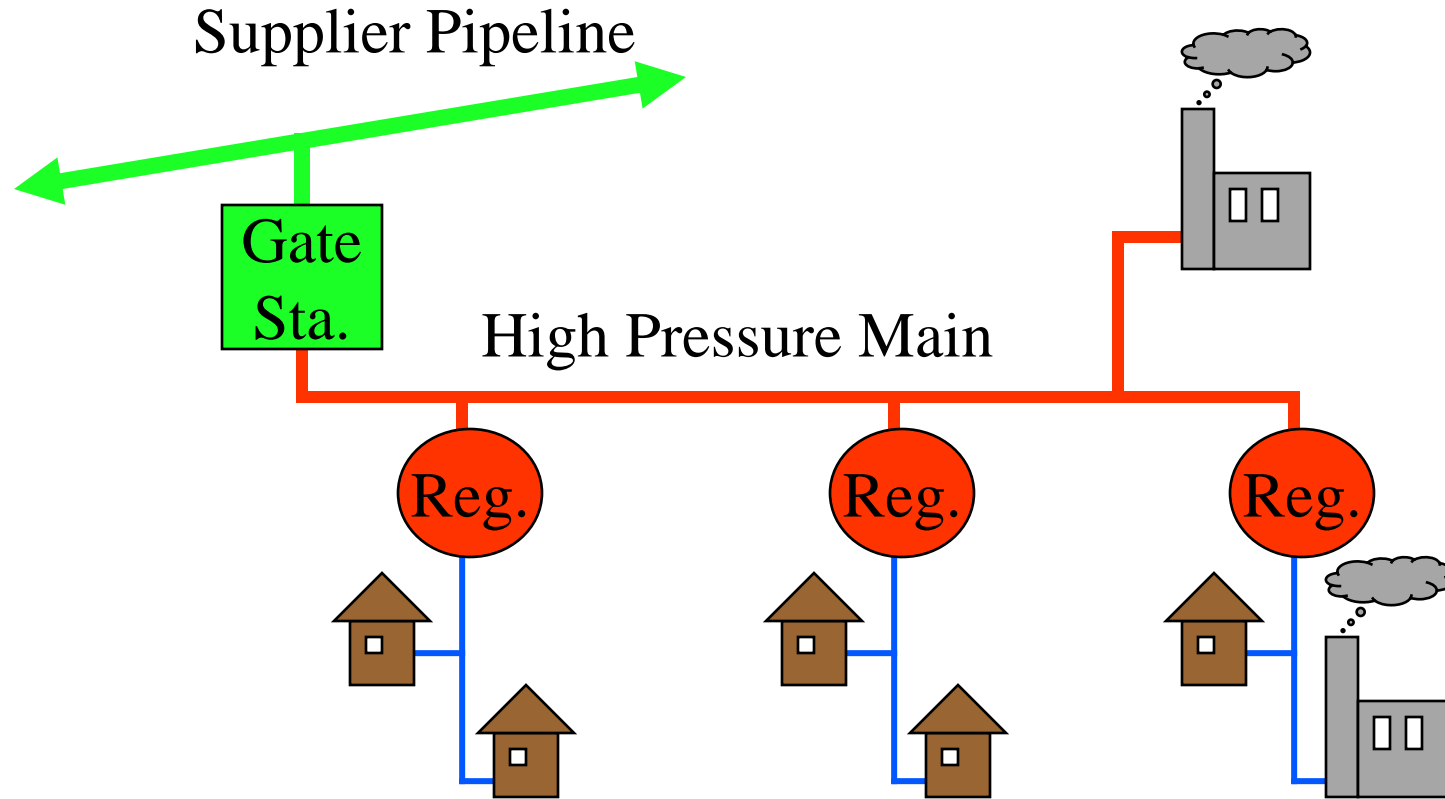 Supplier Pipeline
Gate
Sta.
High Pressure Main
Reg.
Reg.
Reg.